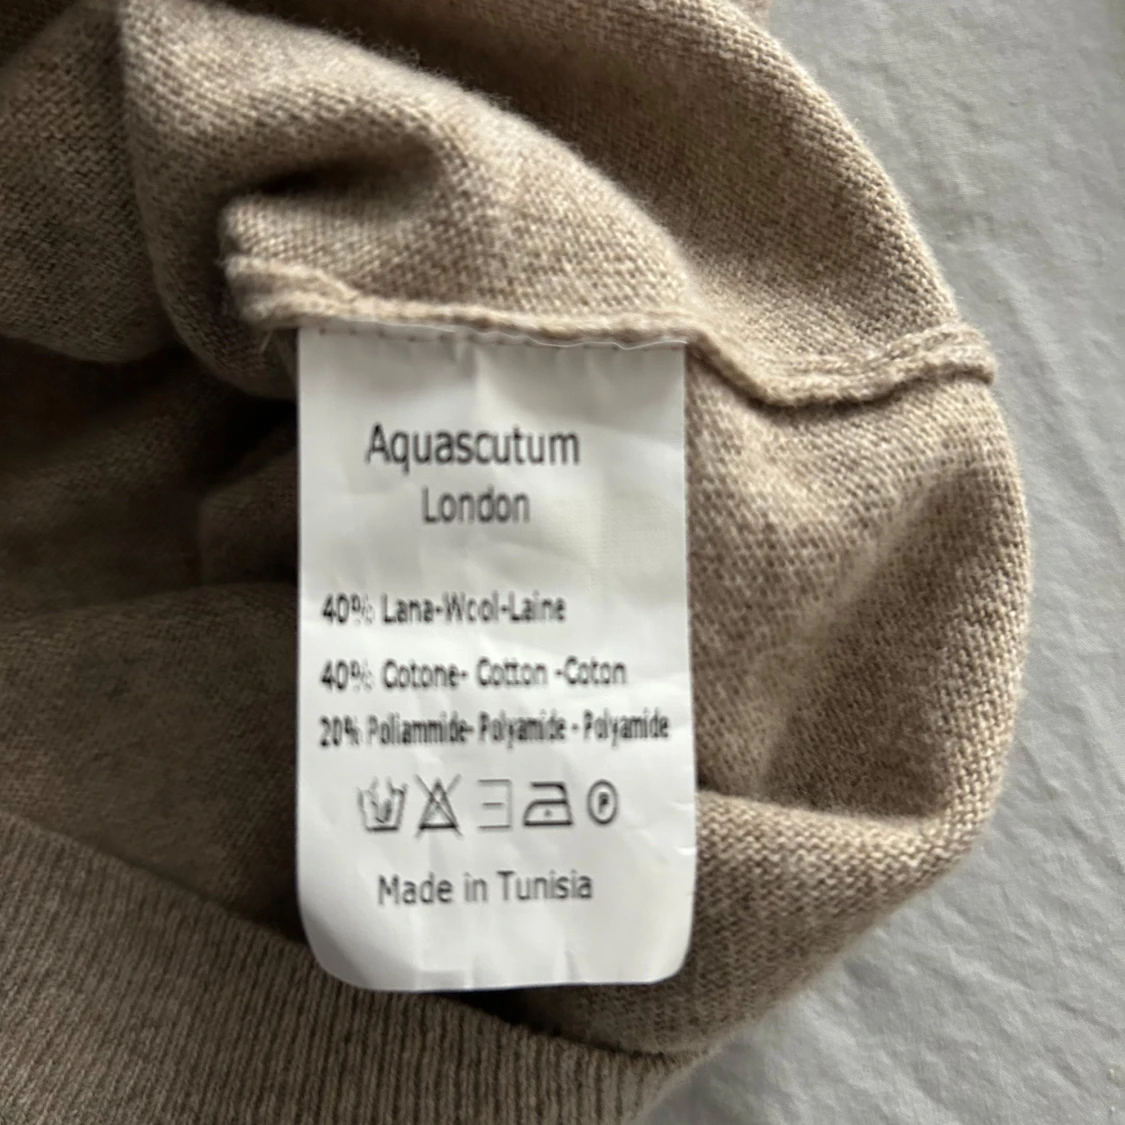 Aquascutum
London
40% Lana-Wool-Laine
40% Cotone- Cotton -Coton
20% Poliammide- Polyamide - Polyamide
P
Made in Tunisia